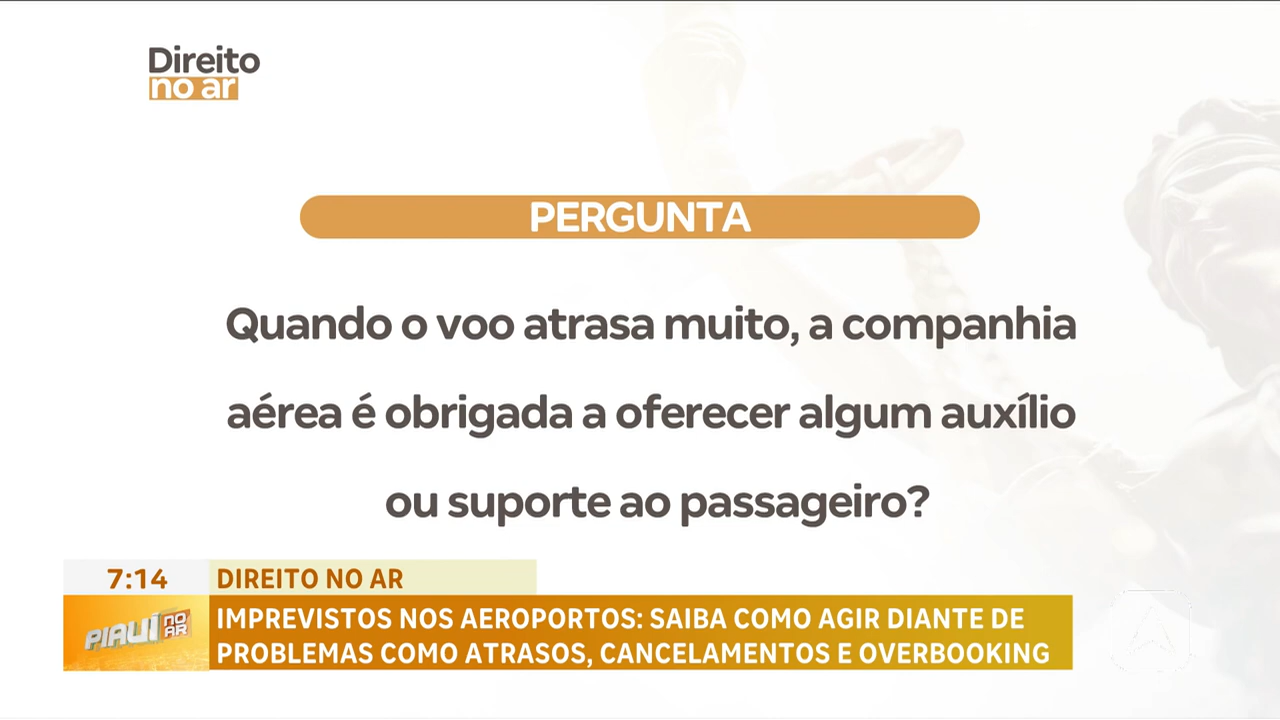 Direito
no ar
PERGUNTA
Quando o voo atrasa muito, a companhia
aérea é obrigada a oferecer algum auxílio
ou suporte ao passageiro?
7:14
DIREITO NO AR
PIAUÍ NO AR
IMPREVISTOS NOS AEROPORTOS: SAIBA COMO AGIR DIANTE DE
PROBLEMAS COMO ATRASOS, CANCELAMENTOS E OVERBOOKING